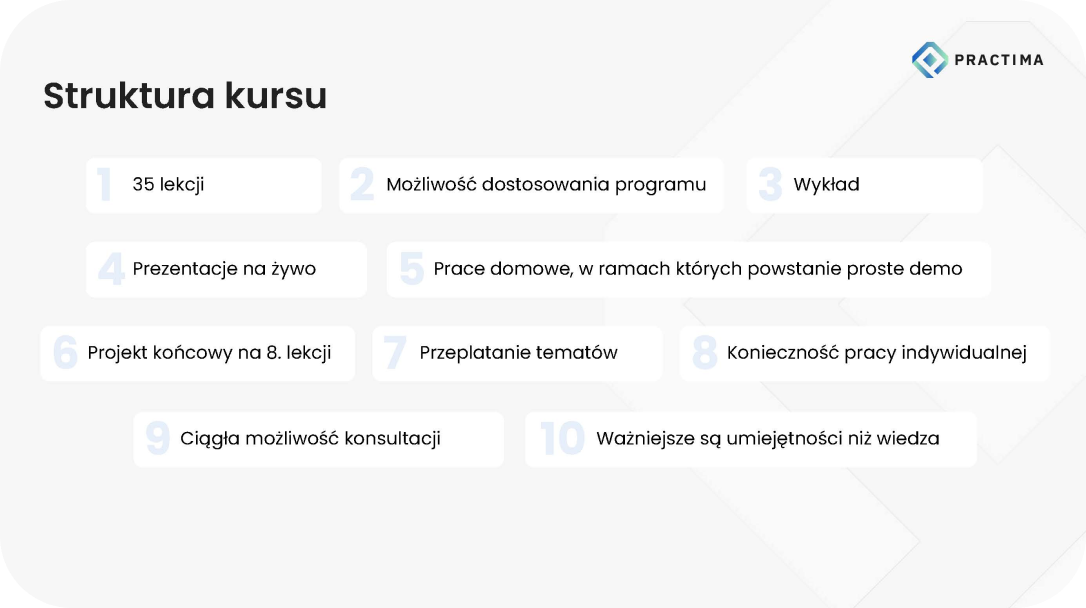 PRACTIMA
Struktura kursu
1 35 lekcji
2 Możliwość dostosowania programu
3 Wykład
4 Prezentacje na żywo
5 Prace domowe, w ramach których powstanie proste demo
6 Projekt końcowy na 8. lekcji
7 Przeplatanie tematów
8 Konieczność pracy indywidualnej
9 Ciągła możliwość konsultacji
10 Ważniejsze są umiejętności niż wiedza